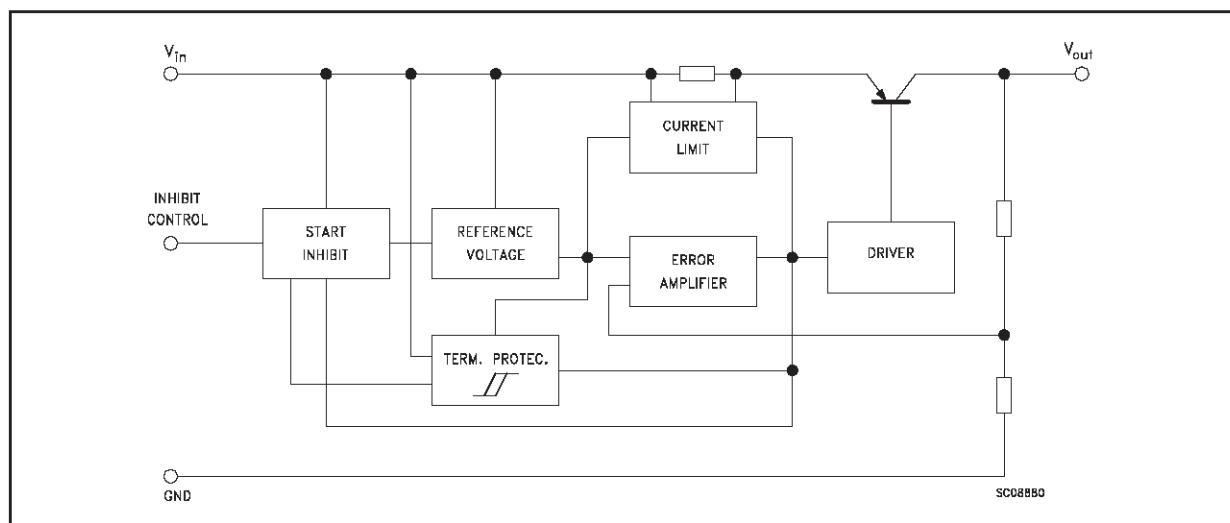 Vin
Vout
CURRENT
LIMIT
INHIBIT
CONTROL
START
INHIBIT
REFERENCE
VOLTAGE
ERROR
AMPLIFIER
DRIVER
TERM. PROTEC.
GND
SC08880